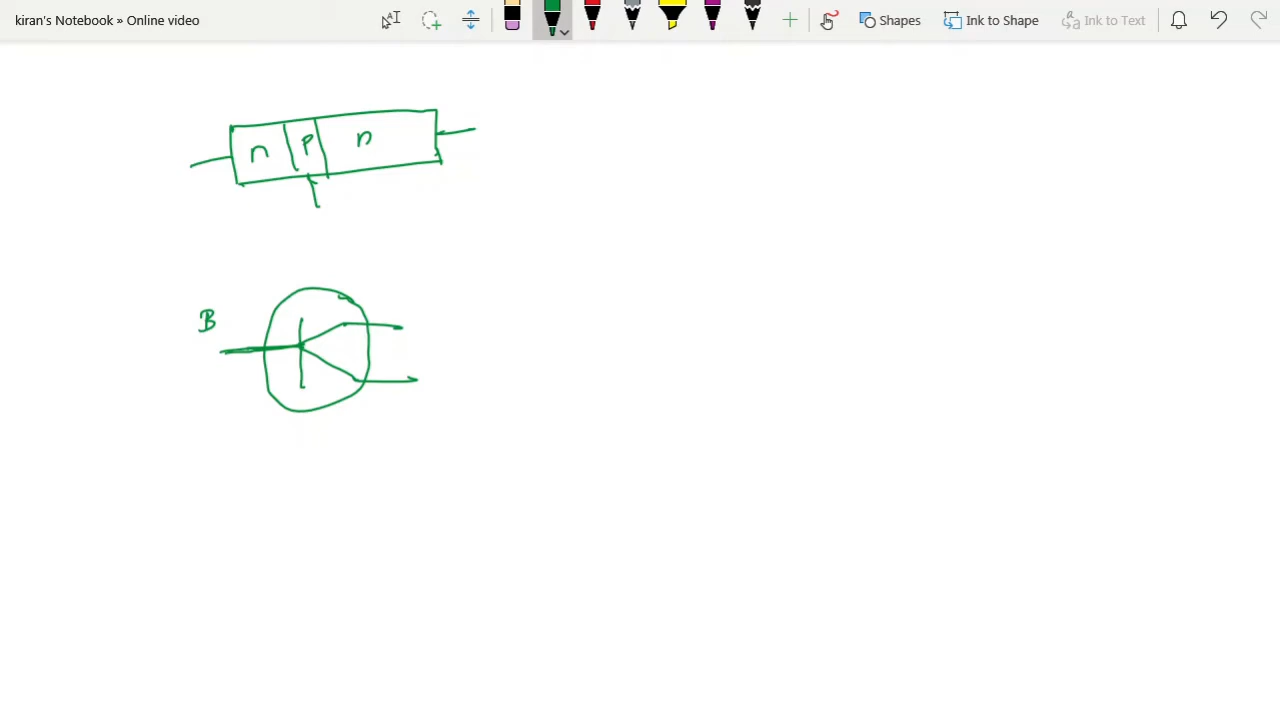 kiran's Notebook » Online video
Shapes
Ink to Shape
Ink to Text
n p n
B